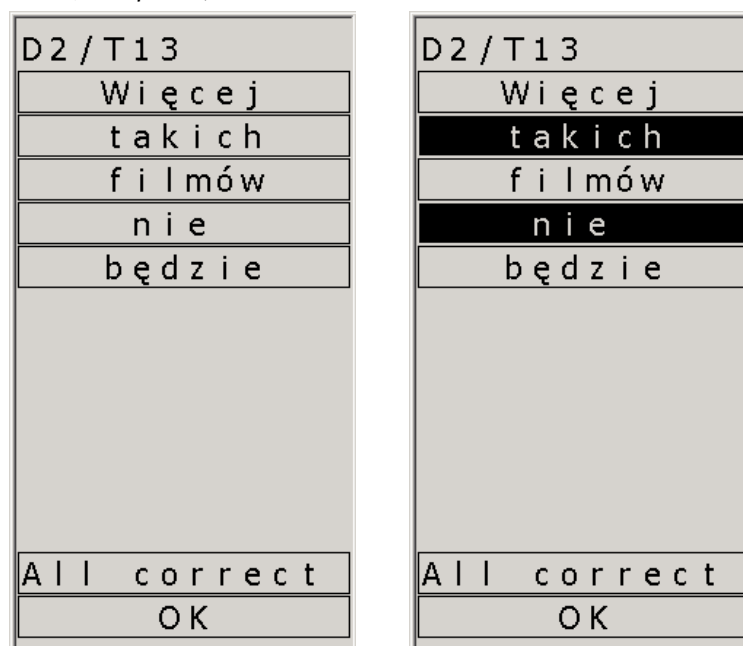 D2/T13
Więcej
takich
filmów
nie
będzie
All correct
OK
D2/T13
Więcej
takich
filmów
nie
będzie
All correct
OK